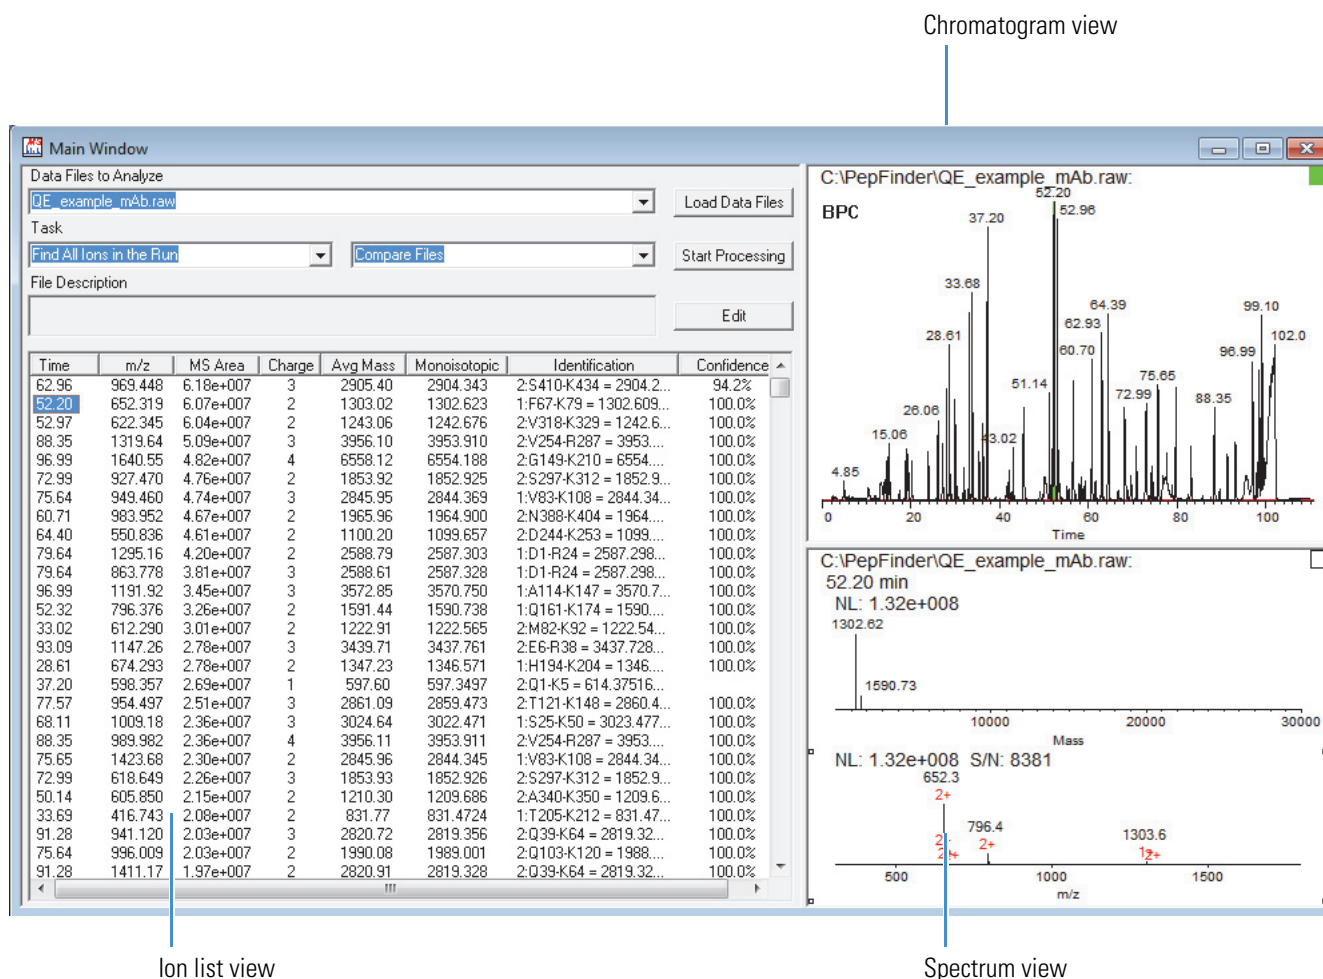 Chromatogram view
Main Window
Data Files to Analyze
QE_example_mAb.raw
Load Data Files
Task
Find All Ions in the Run
Compare Files
Start Processing
File Description
Edit
Time m/z MS Area Charge Avg Mass Monoisotopic Identification Confidence
62.96 969.448 6.18e+007 3 2905.40 2904.343 2:S410-K434 = 2904.2... 94.2%
52.20 652.319 6.07e+007 2 1303.02 1302.623 1:F67-K79 = 1302.609... 100.0%
52.97 622.345 6.04e+007 2 1243.06 1242.676 2:V318-K329 = 1242.6... 100.0%
88.35 1319.64 5.09e+007 3 3956.10 3953.910 2:V254-R287 = 3953.... 100.0%
96.99 1640.55 4.82e+007 4 6558.12 6554.188 2:G149-K210 = 6554.... 100.0%
72.99 927.470 4.76e+007 2 1853.92 1852.925 2:S297-K312 = 1852.9... 100.0%
75.64 949.460 4.74e+007 3 2845.95 2844.369 1:V83-K108 = 2844.34... 100.0%
60.71 983.952 4.67e+007 2 1965.96 1964.900 2:N388-K404 = 1964.... 100.0%
64.40 550.836 4.61e+007 2 1100.20 1099.657 2:D244-K253 = 1099.... 100.0%
79.64 1295.16 4.20e+007 2 2588.79 2587.303 1:D1-R24 = 2587.298... 100.0%
79.64 863.778 3.81e+007 3 2588.61 2587.328 1:D1-R24 = 2587.298... 100.0%
96.99 1191.92 3.45e+007 3 3572.85 3570.750 1:A114-K147 = 3570.7... 100.0%
52.32 796.376 3.26e+007 2 1591.44 1590.738 1:Q161-K174 = 1590.... 100.0%
33.02 612.290 3.01e+007 2 1222.91 1222.565 2:M82-K92 = 1222.54... 100.0%
93.09 1147.26 2.78e+007 3 3439.71 3437.761 2:E6-R38 = 3437.728... 100.0%
28.61 674.293 2.78e+007 2 1347.23 1346.571 1:H194-K204 = 1346.... 100.0%
37.20 598.357 2.69e+007 1 597.60 597.3497 2:Q1-K5 = 614.37516...
77.57 954.497 2.51e+007 3 2861.09 2859.473 2:T121-K148 = 2860.4... 100.0%
68.11 1009.18 2.36e+007 3 3024.64 3022.471 1:S25-K50 = 3023.477... 100.0%
88.35 989.982 2.36e+007 4 3956.11 3953.911 2:V254-R287 = 3953.... 100.0%
75.65 1423.68 2.30e+007 2 2845.96 2844.345 1:V83-K108 = 2844.34... 100.0%
72.99 618.649 2.26e+007 3 1853.93 1852.926 2:S297-K312 = 1852.9... 100.0%
50.14 605.850 2.15e+007 2 1210.30 1209.686 2:A340-K350 = 1209.6... 100.0%
33.69 416.743 2.08e+007 2 831.77 831.4724 1:T205-K212 = 831.47... 100.0%
91.28 941.120 2.03e+007 3 2820.72 2819.356 2:Q39-K64 = 2819.32... 100.0%
75.64 996.009 2.03e+007 2 1990.08 1989.001 2:Q103-K120 = 1988.... 100.0%
91.28 1411.17 1.97e+007 2 2820.91 2819.328 2:Q39-K64 = 2819.32... 100.0%
C:\PepFinder\QE_example_mAb.raw:
BPC
52.20
52.96
37.20
33.68
64.39
99.10
62.93
28.61
102.0
60.70
96.99
51.14
75.65
72.99
88.35
26.06
15.06
43.02
4.85
0 20 40 60 80 100
Time
C:\PepFinder\QE_example_mAb.raw:
52.20 min
NL: 1.32e+008
1302.62
1590.73
10000 20000 30000
Mass
NL: 1.32e+008 S/N: 8381
652.3
2+
796.4
2+
1303.6
2+
500 1000 1500
m/z
Ion list view
Spectrum view